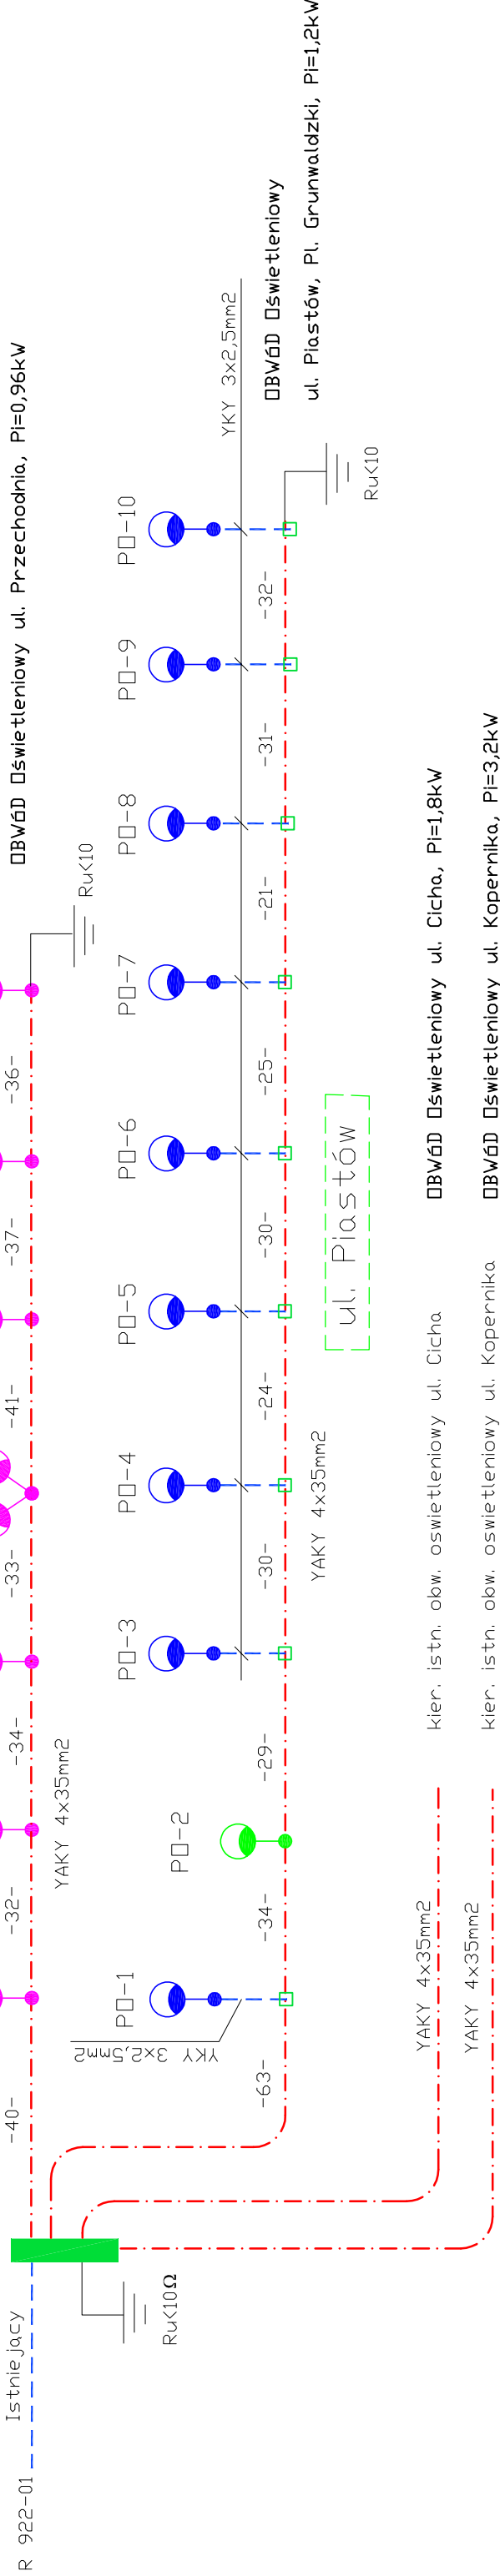 OBWÓD Oświetleniowy ul. Przechodnia, Pi=0,96kW
-40-
-32-
-34-
-33-
-41-
-37-
-36-
Ru<10
YAKY 4x35mm2
Istniejący
R 922-01
Ru<10Ω
PO-1
PO-2
PO-3
PO-4
PO-5
PO-6
PO-7
PO-8
PO-9
PO-10
YKY 3x2,5mm2
YKY 3x2,5mm2
-63-
-34-
-29-
-30-
-24-
-30-
-25-
-21-
-31-
-32-
OBWÓD Oświetleniowy
ul. Piastów, Pl. Grunwaldzki, Pi=1,2kW
YAKY 4x35mm2
ul. Piastów
Ru<10
YAKY 4x35mm2
kier. istn. obw. oswietleniowy ul. Cicha
OBWÓD Oświetleniowy ul. Cicha, Pi=1,8kW
YAKY 4x35mm2
kier. istn. obw. oswietleniowy ul. Kopernika
OBWÓD Oświetleniowy ul. Kopernika, Pi=3,2kW